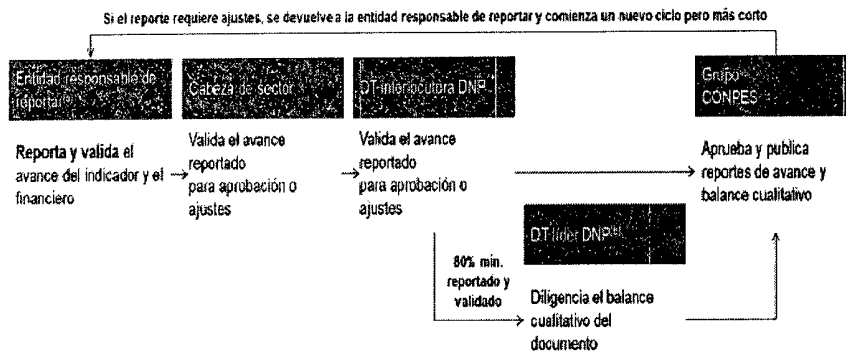 Si el reporte requiere ajustes, se devuelve a la entidad responsable de reportar y comienza un nuevo ciclo pero más corto
Entidad responsable de
reportar
Reporta y valida el
avance del indicador y el
financiero
Cabeza de sector
Valida el avance
reportado
para aprobación o
ajustes
DT interlocutora DNP
Valida el avance
reportado
para aprobación o
ajustes
80% min.
reportado y
validado
DT líder DNP
Diligencia el balance
cualitativo del
documento
Grupo
CONPES
Aprueba y publica
reportes de avance y
balance cualitativo